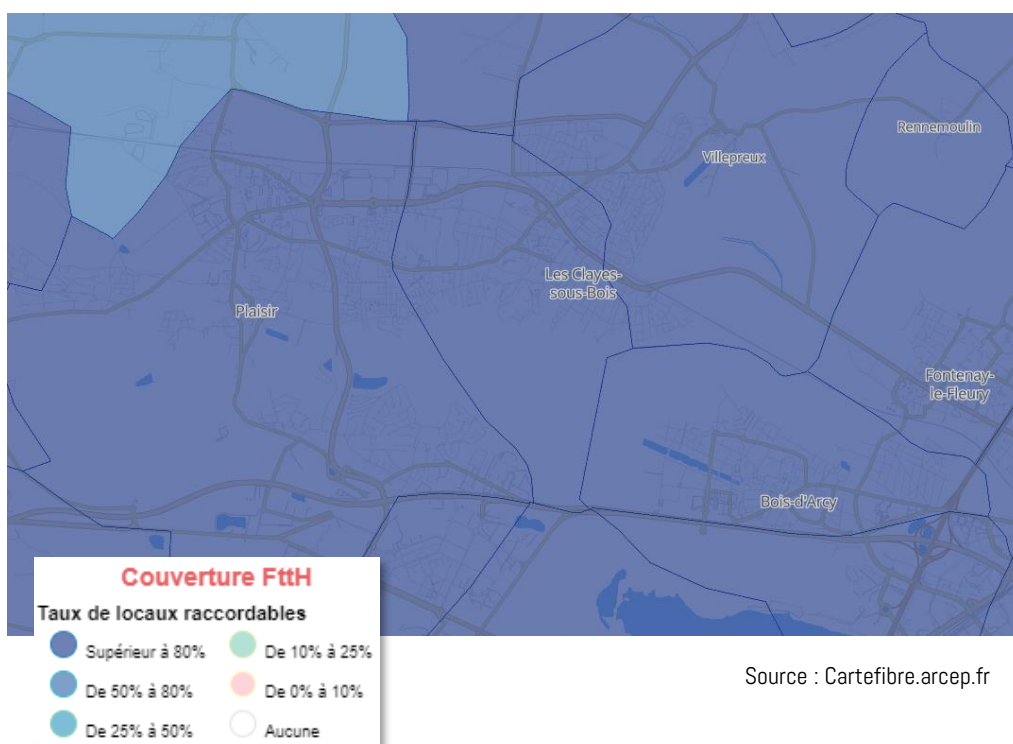 Rennemoulin
Villepreux
Les Clayes-
sous-Bois
Plaisir
Fontenay-
le-Fleury
Bois-d'Arcy
Couverture FttH
Taux de locaux raccordables
Supérieur à 80%
De 10% à 25%
De 50% à 80%
De 0% à 10%
De 25% à 50%
Aucune
Source : Cartefibre.arcep.fr